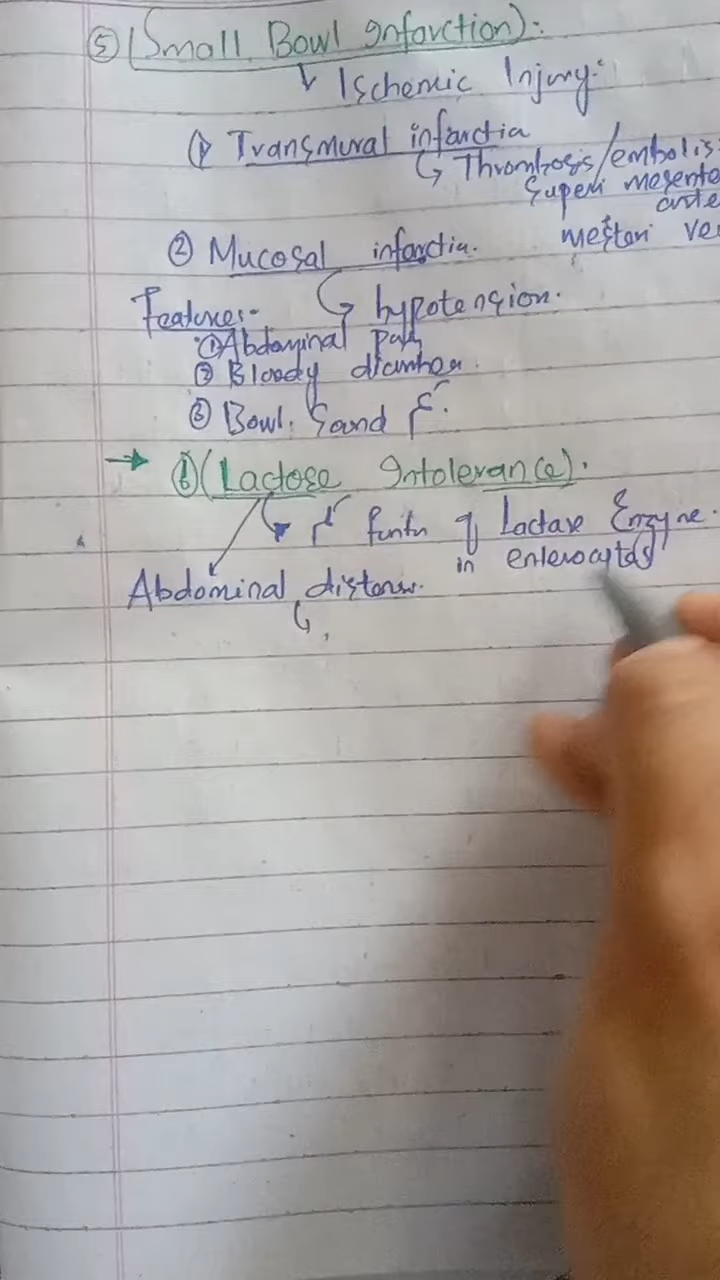 ⑤ (Small Bowl Infarction):-
↳ Ischemic Injury:
① Transmural infarctia
↳ Thrombosis/embolis
Superi mesente
arte
② Mucosal infarctia. mesteri ve
↳ hypotension.
Features:-
① Abdominal Pain
② Bloody diarrhea.
③ Bowl. Sound ↓.
→ ⑥ (Lactose Intolerance).
↓ funtn of Lactase Enzyne.
in enterocytes
Abdominal distens.